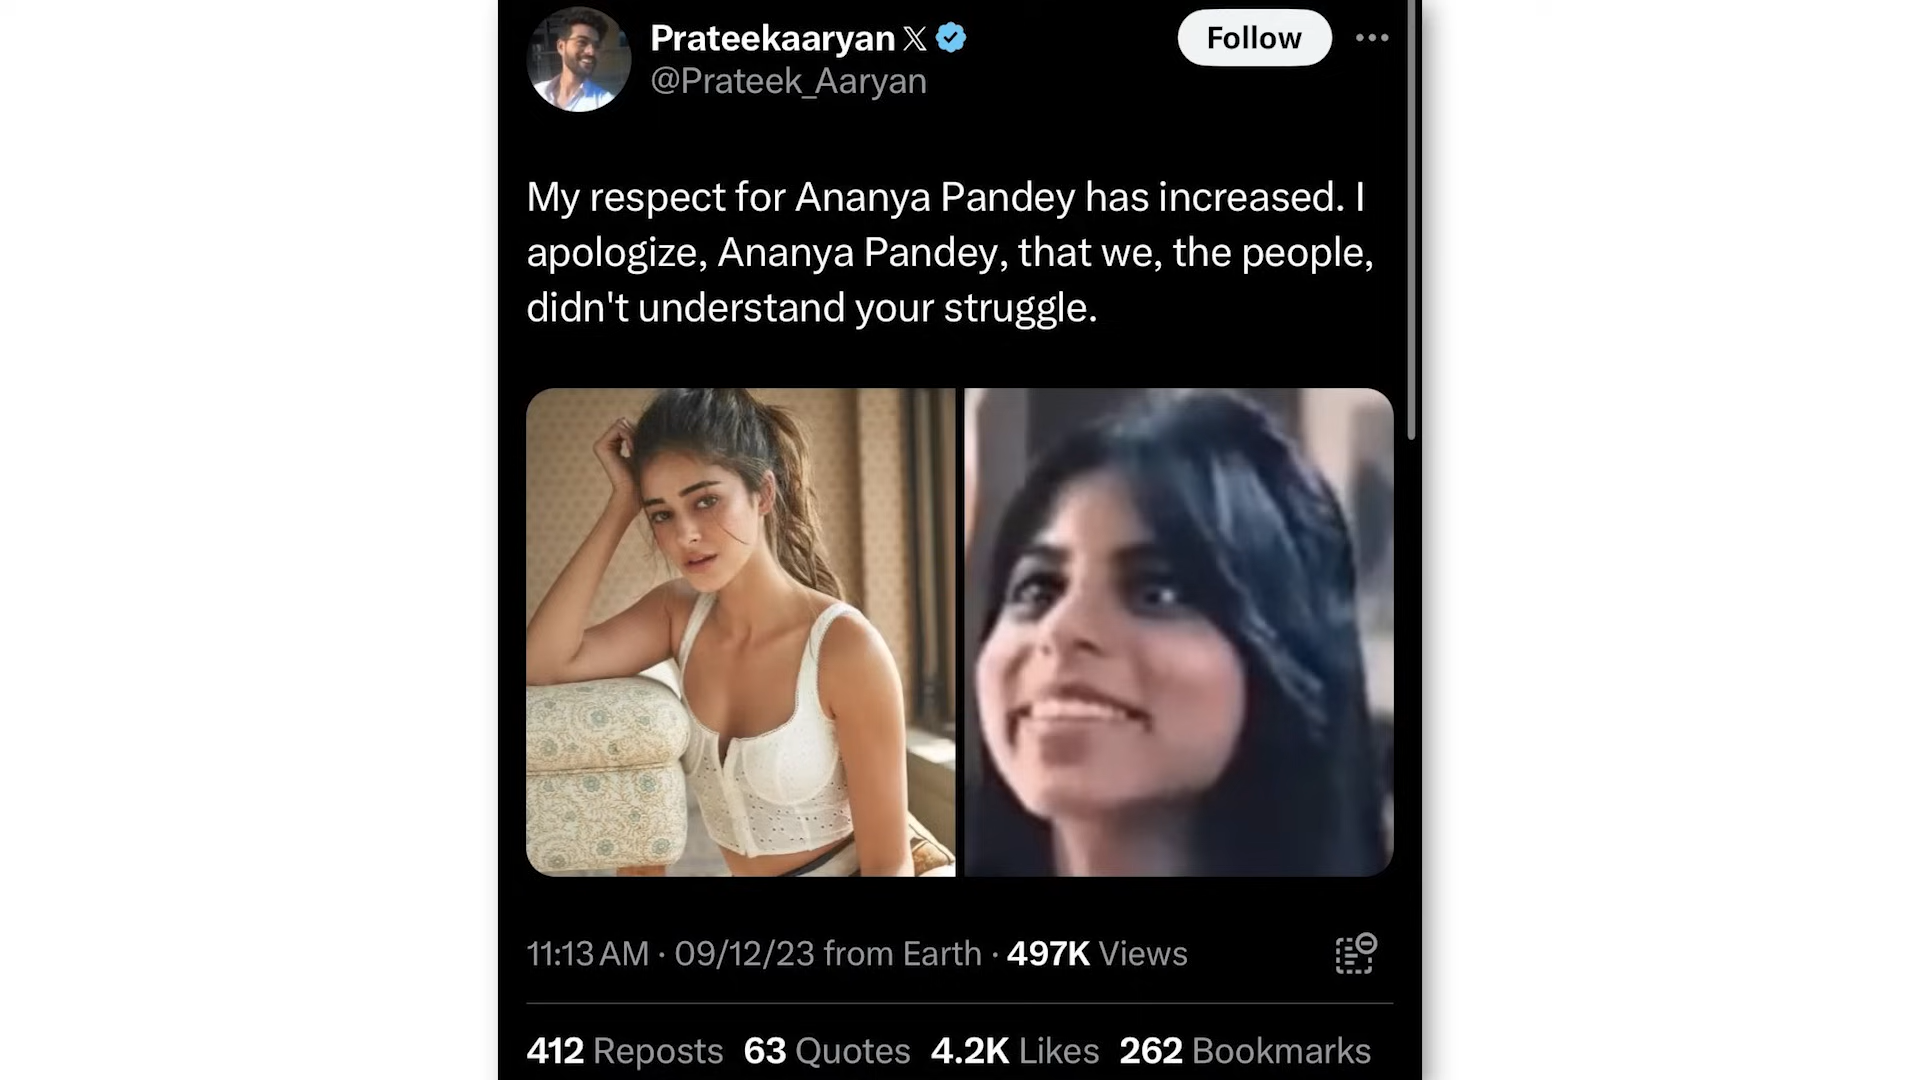 Prateekaaryan X
Follow
@Prateek_Aaryan
My respect for Ananya Pandey has increased. I
apologize, Ananya Pandey, that we, the people,
didn't understand your struggle.
11:13 AM · 09/12/23 from Earth · 497K Views
412 Reposts 63 Quotes 4.2K Likes 262 Bookmarks